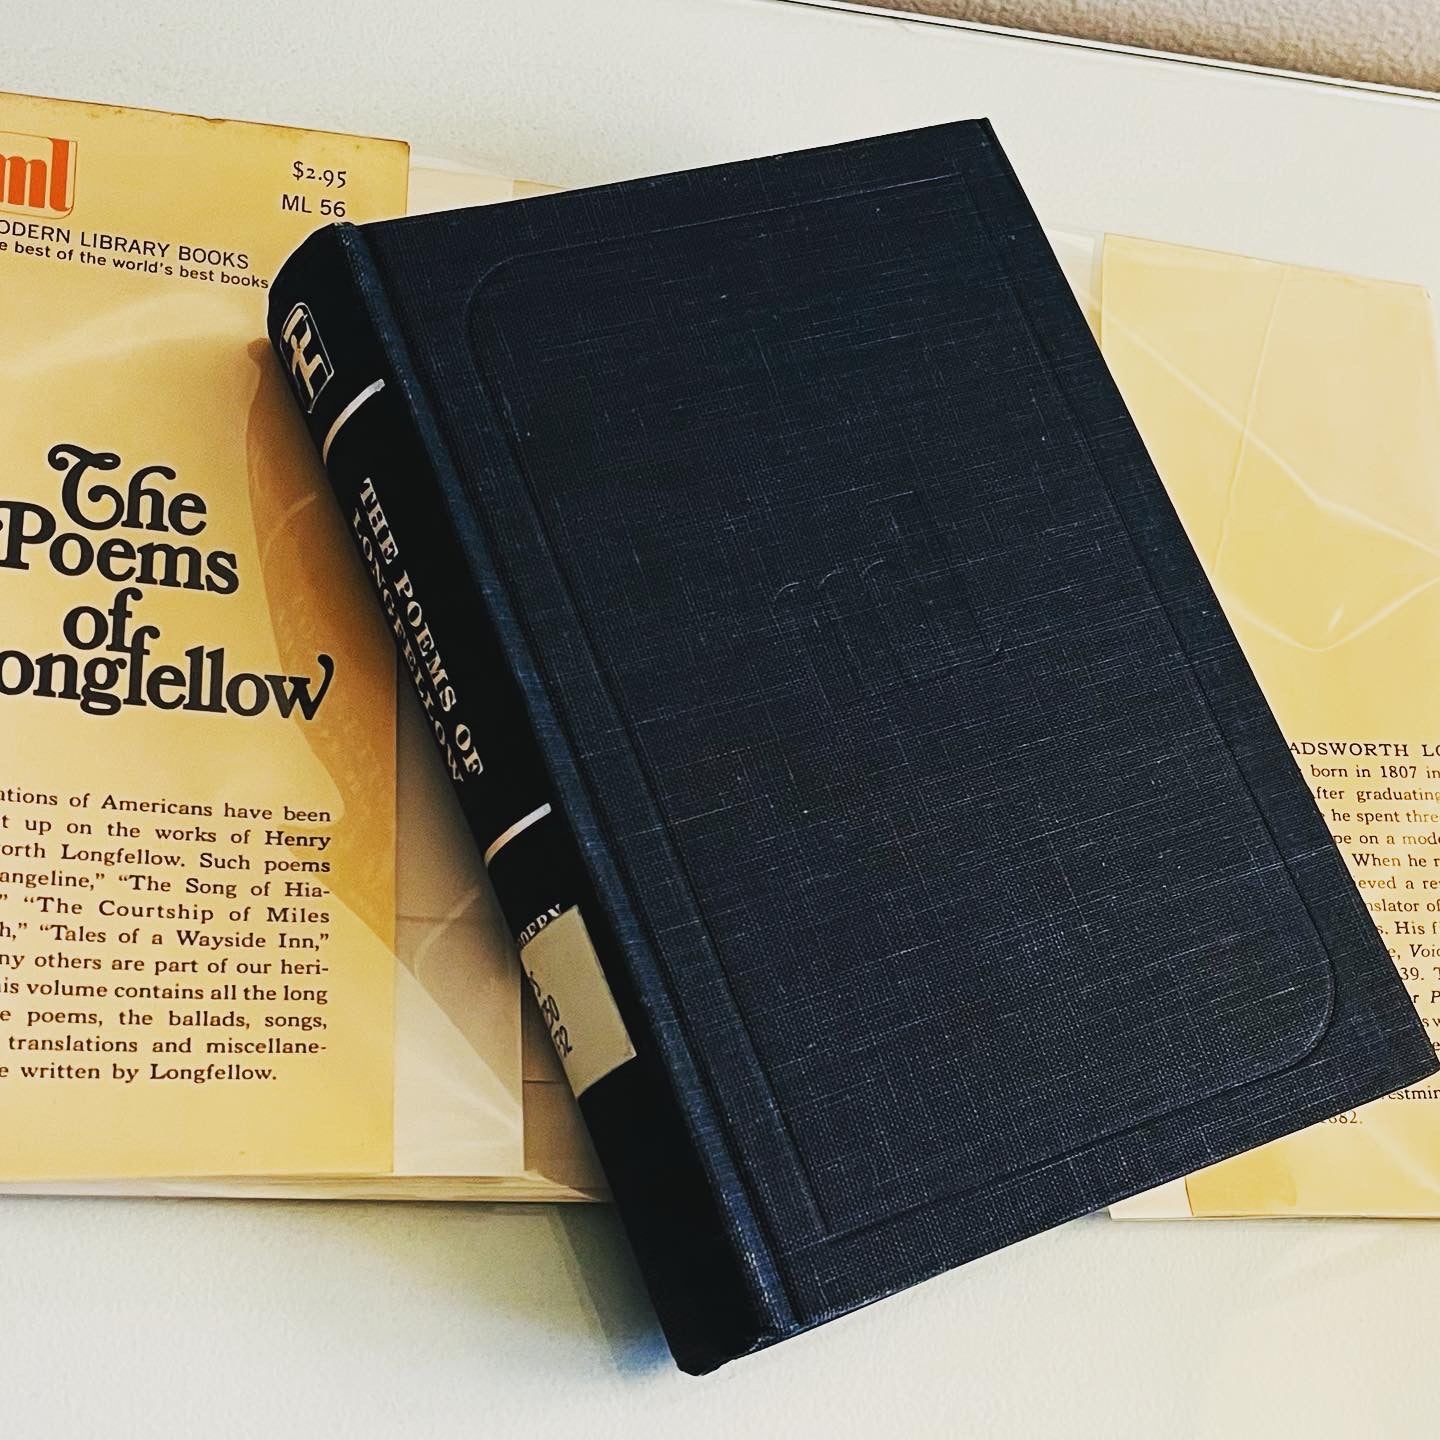 ml
$2.95
ML 56
ODERN LIBRARY BOOKS
e best of the world's best books
The
Poems
of
ongfellow
ations of Americans have been
t up on the works of Henry
orth Longfellow. Such poems
angeline," "The Song of Hia-
" "The Courtship of Miles
h," "Tales of a Wayside Inn,"
ny others are part of our heri-
is volume contains all the long
e poems, the ballads, songs,
translations and miscellane-
e written by Longfellow.
THE POEMS OF
LONGFELLOW
ml
ADSWORTH LO
born in 1807 in
fter graduating
he spent thre
pe on a mode
When he r
eved a re
nslator of
s. His fi
e, Voic
39. T
r P
s w
estmin
1882.